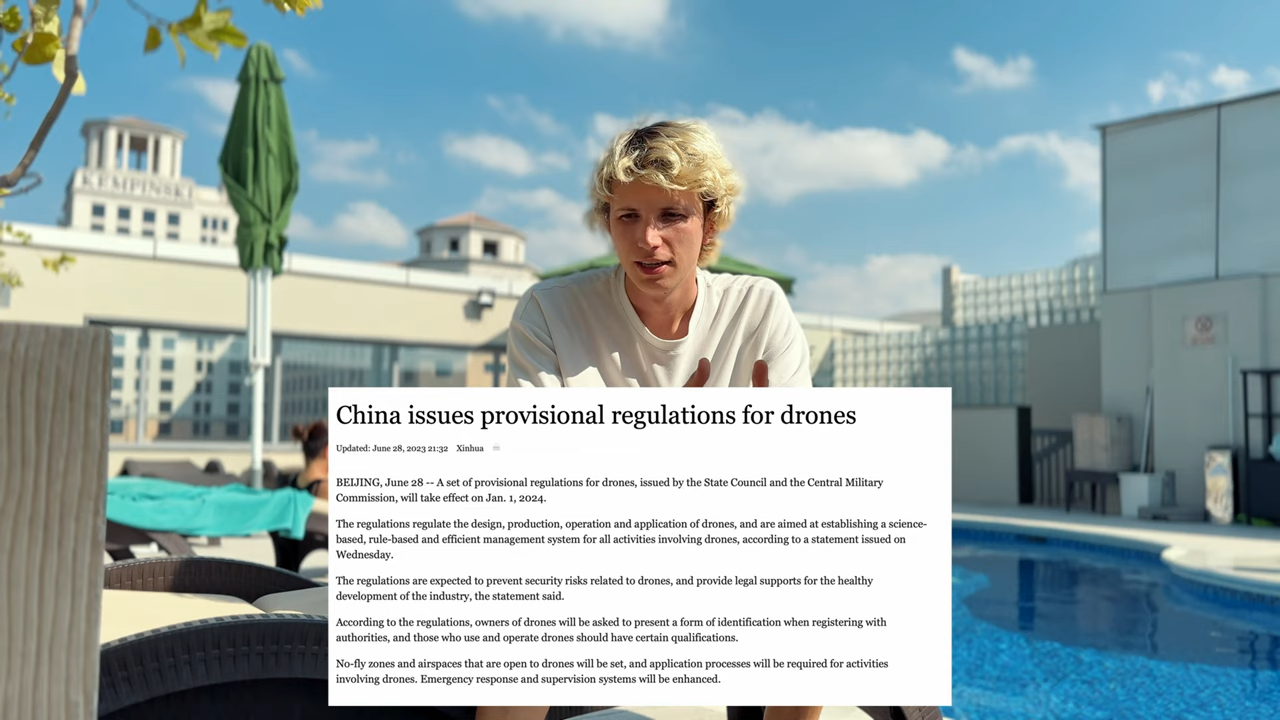 KEMPINSKI
China issues provisional regulations for drones
Updated: June 28, 2023 21:32 Xinhua
BEIJING, June 28 -- A set of provisional regulations for drones, issued by the State Council and the Central Military
Commission, will take effect on Jan. 1, 2024.
The regulations regulate the design, production, operation and application of drones, and are aimed at establishing a science-
based, rule-based and efficient management system for all activities involving drones, according to a statement issued on
Wednesday.
The regulations are expected to prevent security risks related to drones, and provide legal supports for the healthy
development of the industry, the statement said.
According to the regulations, owners of drones will be asked to present a form of identification when registering with
authorities, and those who use and operate drones should have certain qualifications.
No-fly zones and airspaces that are open to drones will be set, and application processes will be required for activities
involving drones. Emergency response and supervision systems will be enhanced.